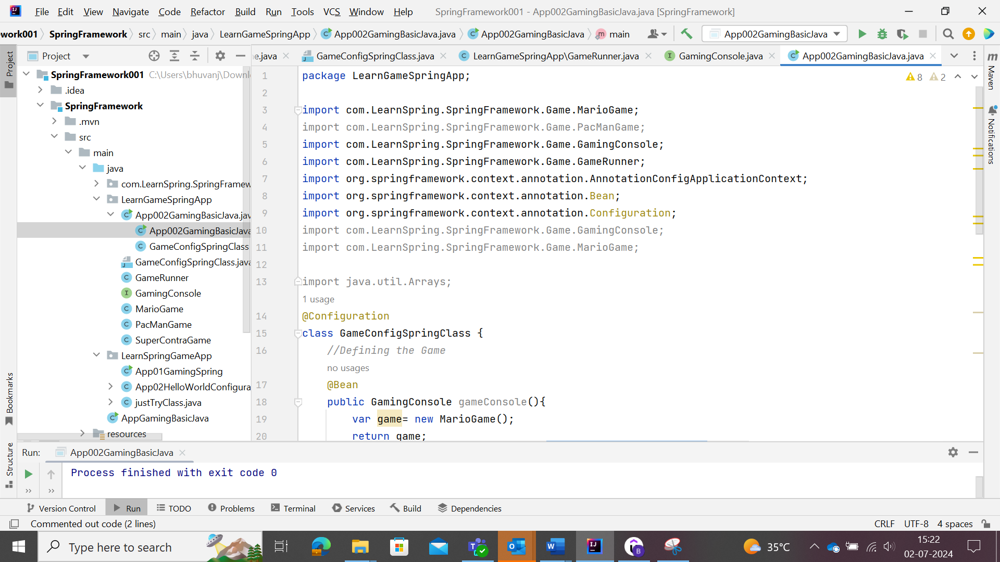 File Edit View Navigate Code Refactor Build Run Tools VCS Window Help SpringFramework001 - App002GamingBasicJava.java [SpringFramework]
work001 SpringFramework src main java LearnGameSpringApp App002GamingBasicJava.java App002GamingBasicJava main App002GamingBasicJava
Project
e.java GameConfigSpringClass.java LearnGameSpringApp\GameRunner.java GamingConsole.java App002GamingBasicJava.java
Project
Bookmarks
Structure
SpringFramework001 C:\Users\bhuvanj\Downl
.idea
SpringFramework
.mvn
src
main
java
com.LearnSpring.SpringFramew
LearnGameSpringApp
App002GamingBasicJava.jav
App002GamingBasicJava
GameConfigSpringClass
GameConfigSpringClass.java
GameRunner
GamingConsole
MarioGame
PacManGame
SuperContraGame
LearnSpringGameApp
App01GamingSpring
App02HelloWorldConfigura
justTryClass.java
AppGamingBasicJava
resources
8 2
1 package LearnGameSpringApp;
2
3 import com.LearnSpring.SpringFramework.Game.MarioGame;
4 import com.LearnSpring.SpringFramework.Game.PacManGame;
5 import com.LearnSpring.SpringFramework.Game.GamingConsole;
6 import com.LearnSpring.SpringFramework.Game.GameRunner;
7 import org.springframework.context.annotation.AnnotationConfigApplicationContext;
8 import org.springframework.context.annotation.Bean;
9 import org.springframework.context.annotation.Configuration;
10 import com.LearnSpring.SpringFramework.Game.GamingConsole;
11 import com.LearnSpring.SpringFramework.Game.MarioGame;
12
13 import java.util.Arrays;
1 usage
14 @Configuration
15 class GameConfigSpringClass {
16 //Defining the Game
no usages
17 @Bean
18 public GamingConsole gameConsole(){
19 var game= new MarioGame();
20 return game;
m Maven
Notifications
Run: App002GamingBasicJava
Process finished with exit code 0
Version Control Run TODO Problems Terminal Services Build Dependencies
Commented out code (2 lines) CRLF UTF-8 4 spaces
Type here to search 35°C 15:22
02-07-2024